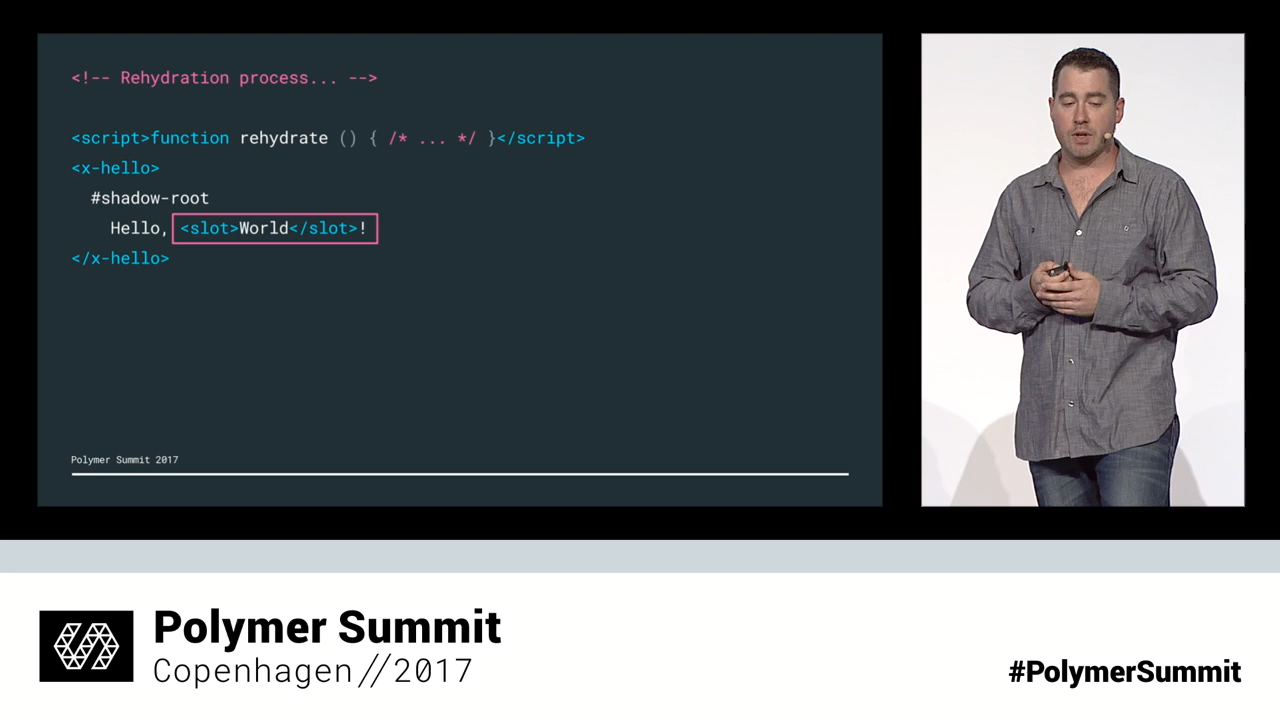 <!-- Rehydration process... -->
<script>function rehydrate () { /* ... */ }</script>
<x-hello>
#shadow-root
Hello, <slot>World</slot>!
</x-hello>
Polymer Summit 2017
Polymer Summit
Copenhagen //2017
#PolymerSummit